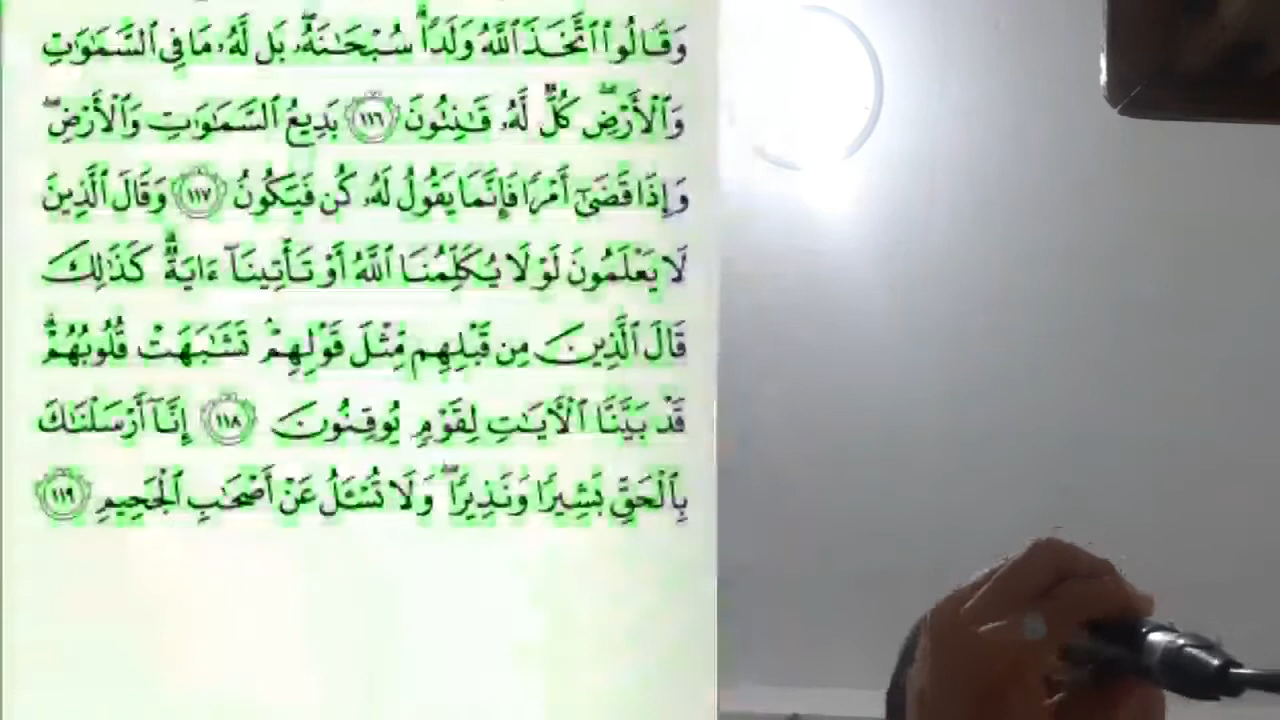 وَقَالُوا۟ ٱتَّخَذَ ٱللَّهُ وَلَدًا ۗ سُبْحَـٰنَهُۥ ۖ بَل لَّهُۥ مَا فِى ٱلسَّمَـٰوَٰتِ
وَٱلْأَرْضِ ۖ كُلٌّ لَّهُۥ قَـٰنِتُونَ ١١٦ بَدِيعُ ٱلسَّمَـٰوَٰتِ وَٱلْأَرْضِ ۖ
وَإِذَا قَضَىٰٓ أَمْرًا فَإِنَّمَا يَقُولُ لَهُۥ كُن فَيَكُونُ ١١٧ وَقَالَ ٱلَّذِينَ
لَا يَعْلَمُونَ لَوْلَا يُكَلِّمُنَا ٱللَّهُ أَوْ تَأْتِينَآ ءَايَةٌ ۗ كَذَٰلِكَ
قَالَ ٱلَّذِينَ مِن قَبْلِهِم مِّثْلَ قَوْلِهِمْ ۘ تَشَـٰبَهَتْ قُلُوبُهُمْ ۗ
قَدْ بَيَّنَّا ٱلْـَٔايَـٰتِ لِقَوْمٍ يُوقِنُونَ ١١٨ إِنَّآ أَرْسَلْنَـٰكَ
بِٱلْحَقِّ بَشِيرًا وَنَذِيرًا ۖ وَلَا تُسْـَٔلُ عَنْ أَصْحَـٰبِ ٱلْجَحِيمِ ١١٩